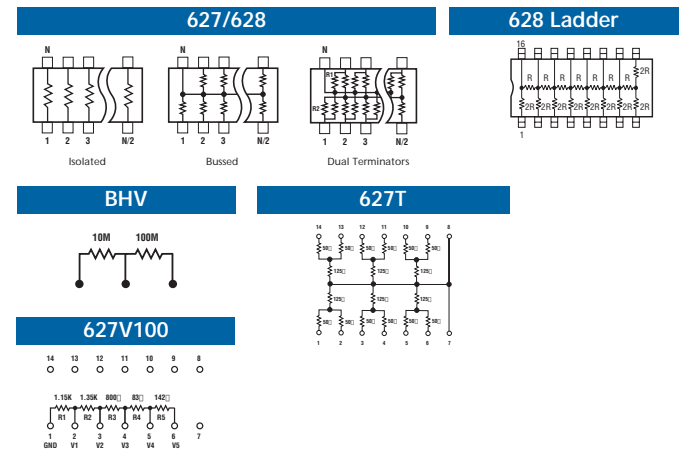 627/628
628 Ladder
N N N
R1
R2
1 2 3 N/2
1 2 3 N/2
1 2 3 N/2
Isolated Bussed Dual Terminators
16
R R R R R R R 2R
2R 2R 2R 2R 2R 2R 2R 2R
1
BHV
10M 100M
627T
14 13 12 11 10 9 8
50▯ 50▯ 50▯ 50▯ 50▯ 50▯
125▯ 125▯ 125▯
125▯ 125▯ 125▯
50▯ 50▯ 50▯ 50▯ 50▯ 50▯
1 2 3 4 5 6 7
627V100
14 13 12 11 10 9 8
1.15K 1.35K 800▯ 83▯ 142▯
R1 R2 R3 R4 R5
1 2 3 4 5 6 7
GND V1 V2 V3 V4 V5